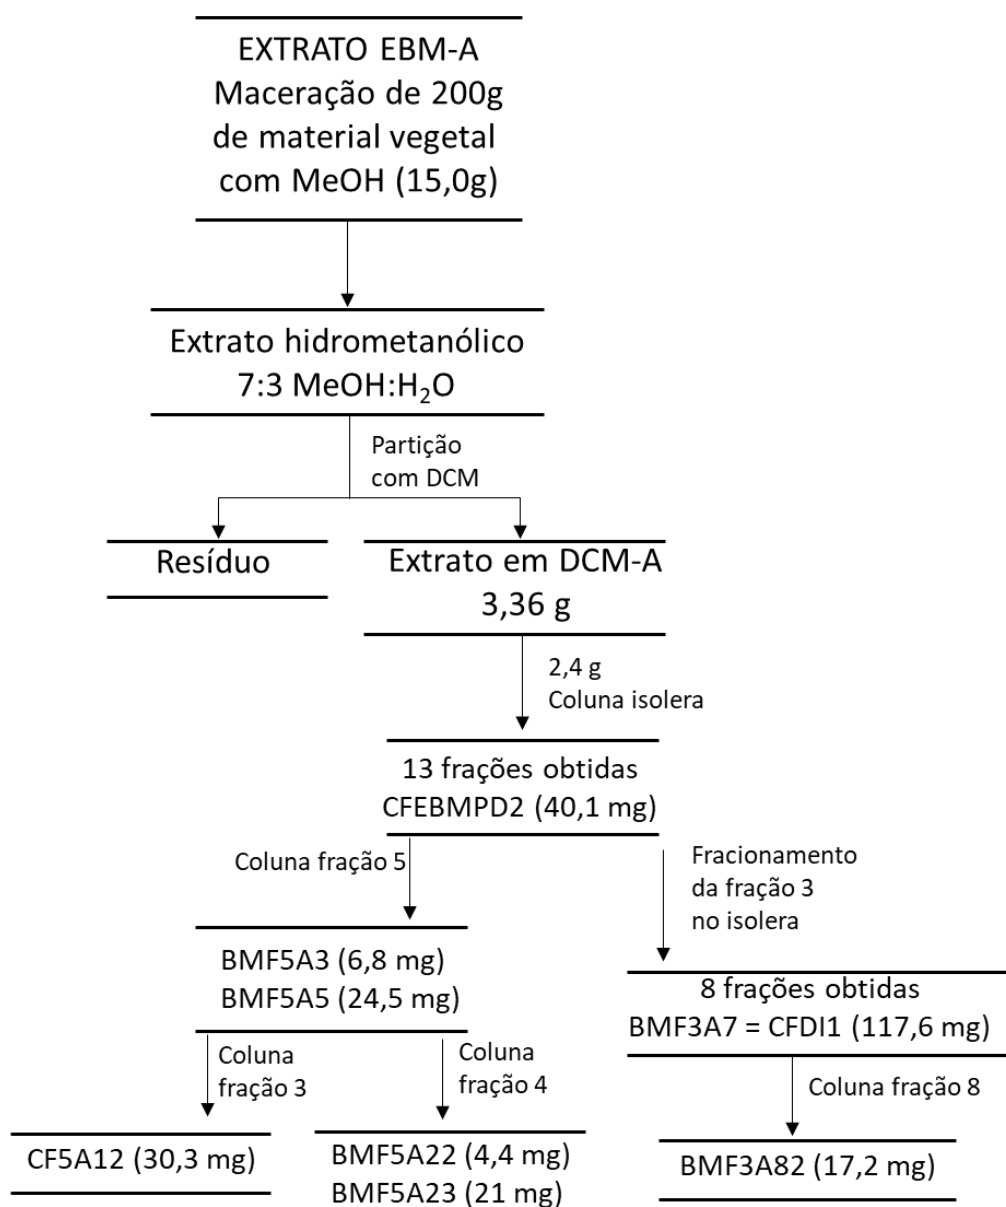 EXTRATO EBM-A
Maceração de 200g
de material vegetal
com MeOH (15,0g)
Extrato hidrometanólico
7:3 MeOH:H₂O
Partição
com DCM
Resíduo
Extrato em DCM-A
3,36 g
2,4 g
Coluna isolera
13 frações obtidas
CFEBMPD2 (40,1 mg)
Coluna fração 5
Fracionamento
da fração 3
no isolera
BMF5A3 (6,8 mg)
BMF5A5 (24,5 mg)
8 frações obtidas
BMF3A7 = CFDI1 (117,6 mg)
Coluna
fração 3
Coluna
fração 4
Coluna fração 8
CF5A12 (30,3 mg)
BMF5A22 (4,4 mg)
BMF5A23 (21 mg)
BMF3A82 (17,2 mg)